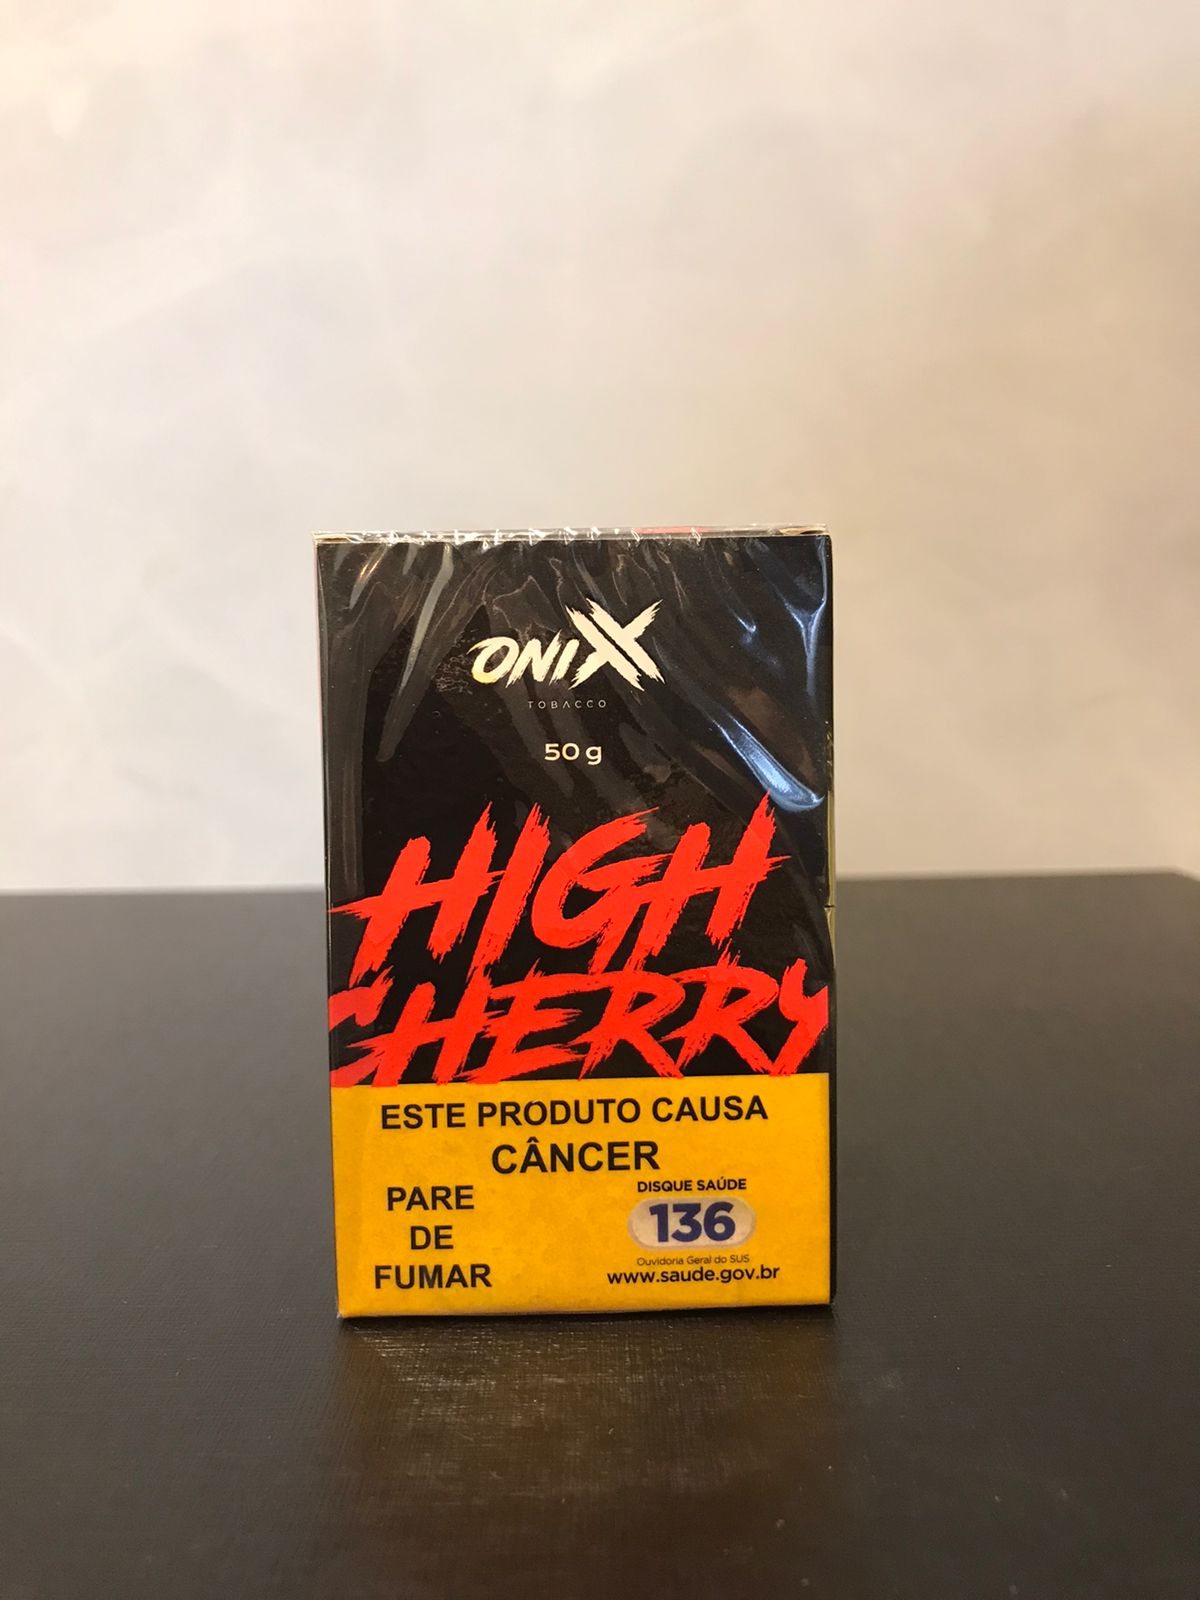 ONIX
TOBACCO
50 g
HIGH
CHERRY
ESTE PRODUTO CAUSA
CÂNCER
PARE
DE
FUMAR
DISQUE SAÚDE
136
Ouvidoria Geral do SUS
www.saude.gov.br